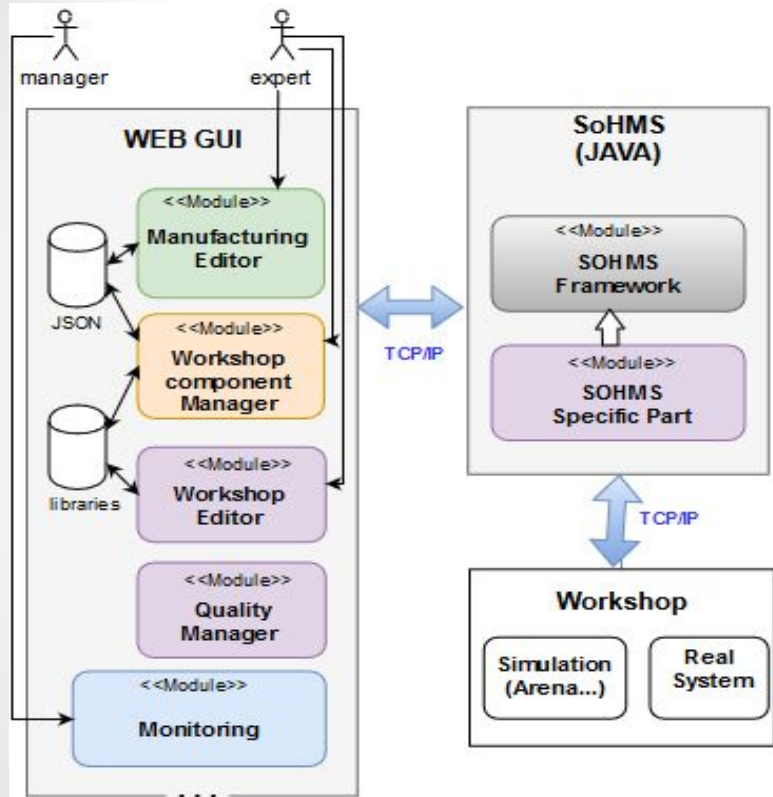 manager
expert
WEB GUI
<<Module>>
Manufacturing
Editor
JSON
<<Module>>
Workshop
component
Manager
libraries
<<Module>>
Workshop
Editor
<<Module>>
Quality
Manager
<<Module>>
Monitoring
...
TCP/IP
SoHMS
(JAVA)
<<Module>>
SOHMS
Framework
<<Module>>
SOHMS
Specific Part
TCP/IP
Workshop
Simulation
(Arena...)
Real
System